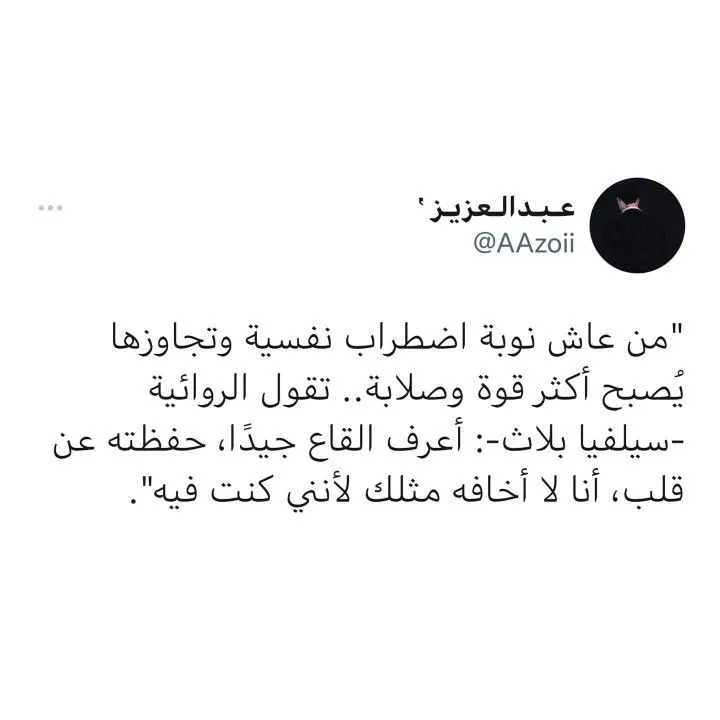 عـبـدالـعزيـز ‛
@AAzoii
"من عاش نوبة اضطراب نفسية وتجاوزها
يُصبح أكثر قوة وصلابة.. تقول الروائية
-سيلفيا بلاث-: أعرف القاع جيدًا، حفظته عن
قلب، أنا لا أخافه مثلك لأنني كنت فيه".